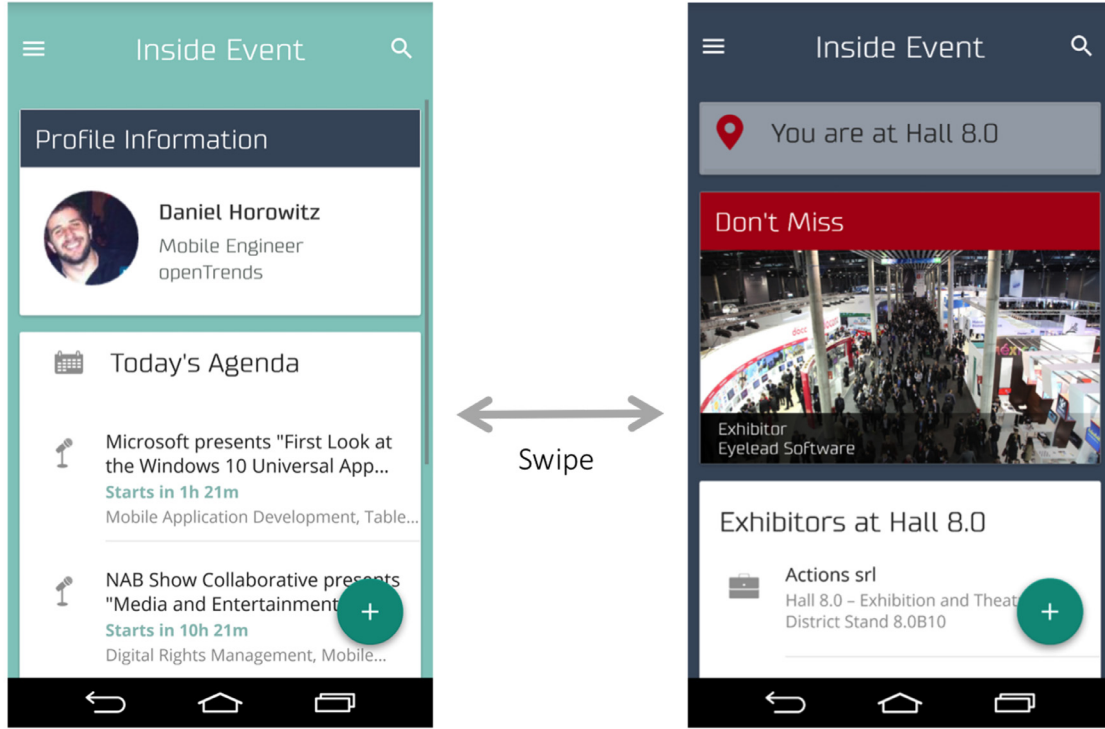 Inside Event
Profile Information
Daniel Horowitz
Mobile Engineer
openTrends
Today's Agenda
Microsoft presents "First Look at
the Windows 10 Universal App...
Starts in 1h 21m
Mobile Application Development, Table...
NAB Show Collaborative presents
"Media and Entertainment
Starts in 10h 21m
Digital Rights Management, Mobile...
Swipe
Inside Event
You are at Hall 8.0
Don't Miss
Exhibitor
Eyelead Software
Exhibitors at Hall 8.0
Actions srl
Hall 8.0 – Exhibition and Theat
District Stand 8.0B10